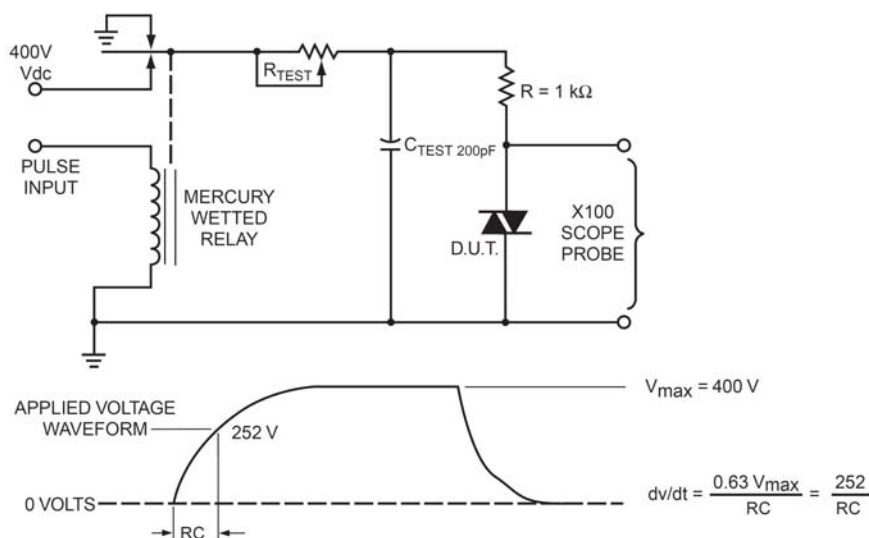 400V
Vdc
RTEST
R = 1 kΩ
PULSE
INPUT
MERCURY
WETTED
RELAY
CTEST 200pF
D.U.T.
X100
SCOPE
PROBE
APPLIED VOLTAGE
WAVEFORM
252 V
Vmax = 400 V
0 VOLTS
RC
dv/dt = 0.63 Vmax / RC = 252 / RC